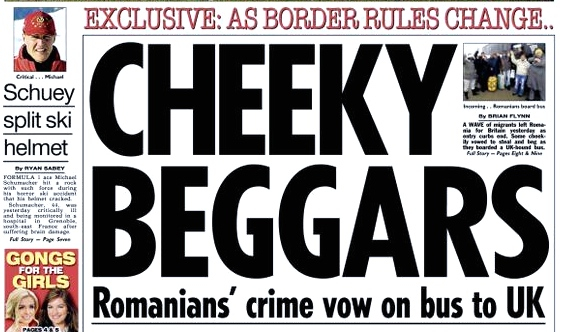 EXCLUSIVE: AS BORDER RULES CHANGE..
Critical . . . Michael
Schuey
split ski
helmet
By RYAN SABEY
FORMULA 1 ace Michael
Schumacher hit a rock
with such force during
his horror ski accident
that his helmet cracked.
Schumacher, 44, was
yesterday critically ill
and being monitored in a
hospital in Grenoble,
south-east France after
suffering brain damage.
Full Story — Page Seven
GONGS
FOR THE
GIRLS
PAGES 4 & 5
CHEEKY
BEGGARS
Incoming . . Romanians board bus
By BRIAN FLYNN
A WAVE of migrants left Roma-
nia for Britain yesterday as
entry curbs end. Some chee-
ily vowed to steal and beg as
they boarded a UK-bound bus.
Full Story — Pages Eight & Nine
Romanians' crime vow on bus to UK